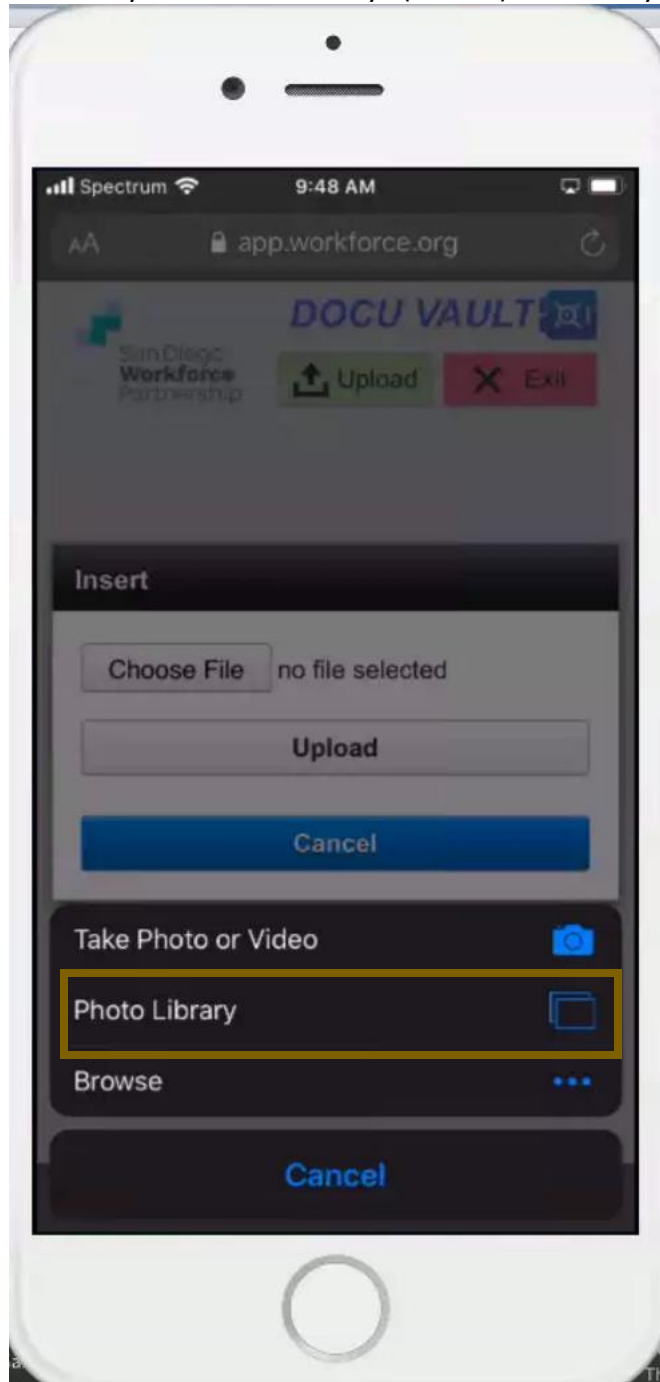 Spectrum 9:48 AM
AA app.workforce.org
DOCU VAULT
San Diego
Workforce
Partnership
Upload Exit
Insert
Choose File no file selected
Upload
Cancel
Take Photo or Video
Photo Library
Browse
Cancel